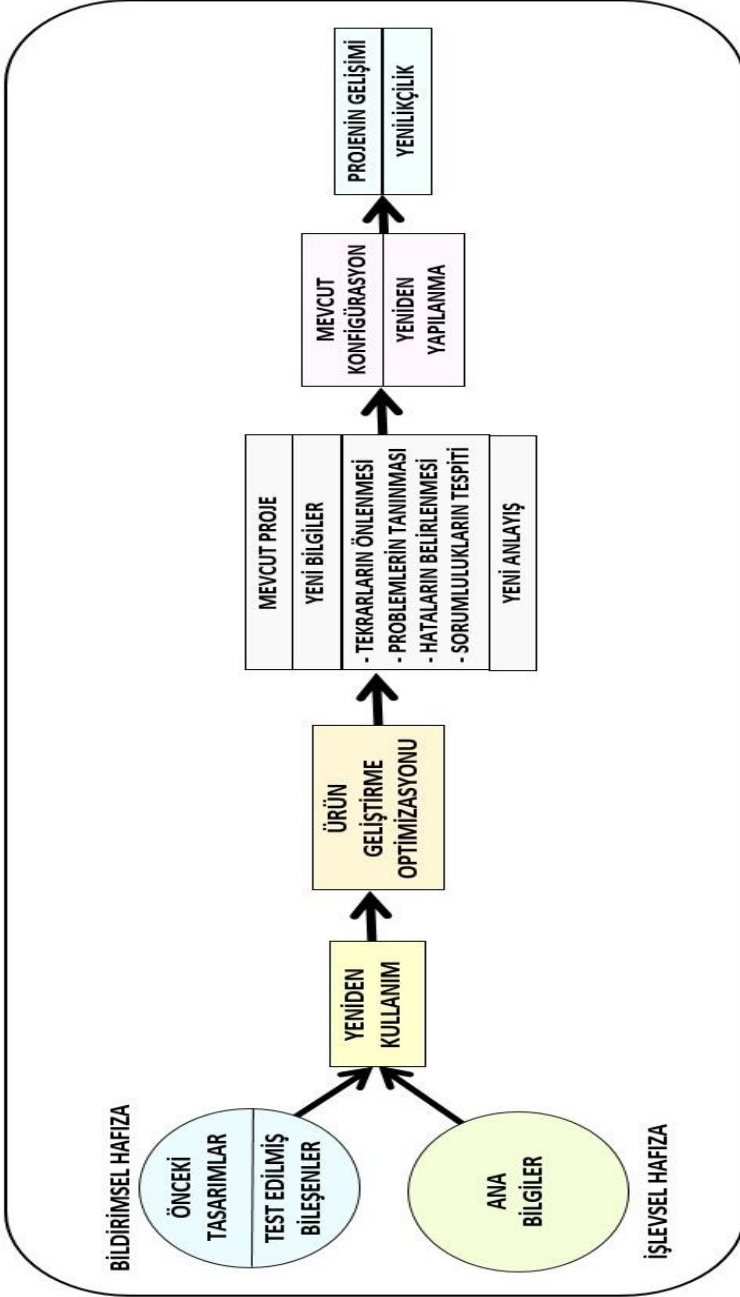 BİLDİRİMSEL HAFIZA
ÖNCEKİ
TASARIMLAR
TEST EDİLMİŞ
BİLEŞENLER
ANA
BİLGİLER
İŞLEVSEL HAFIZA
YENİDEN
KULLANIM
ÜRÜN
GELİŞTİRME
OPTİMİZASYONU
MEVCUT PROJE
YENİ BİLGİLER
- TEKRARLARIN ÖNLENMESİ
- PROBLEMLERİN TANINMASI
- HATALARIN BELİRLENMESİ
- SORUMLULUKLARIN TESPİTİ
YENİ ANLAYIŞ
MEVCUT
KONFİGÜRASYON
YENİDEN
YAPILANMA
PROJENİN GELİŞİMİ
YENİLİKÇİLİK